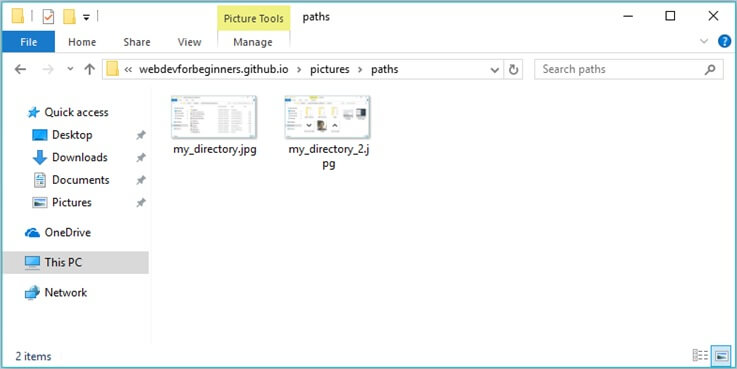 Picture Tools paths
File Home Share View Manage
« webdevforbeginners.github.io > pictures > paths Search paths
Quick access
Desktop
Downloads
Documents
Pictures
OneDrive
This PC
Network
my_directory.jpg my_directory_2.j
pg
2 items